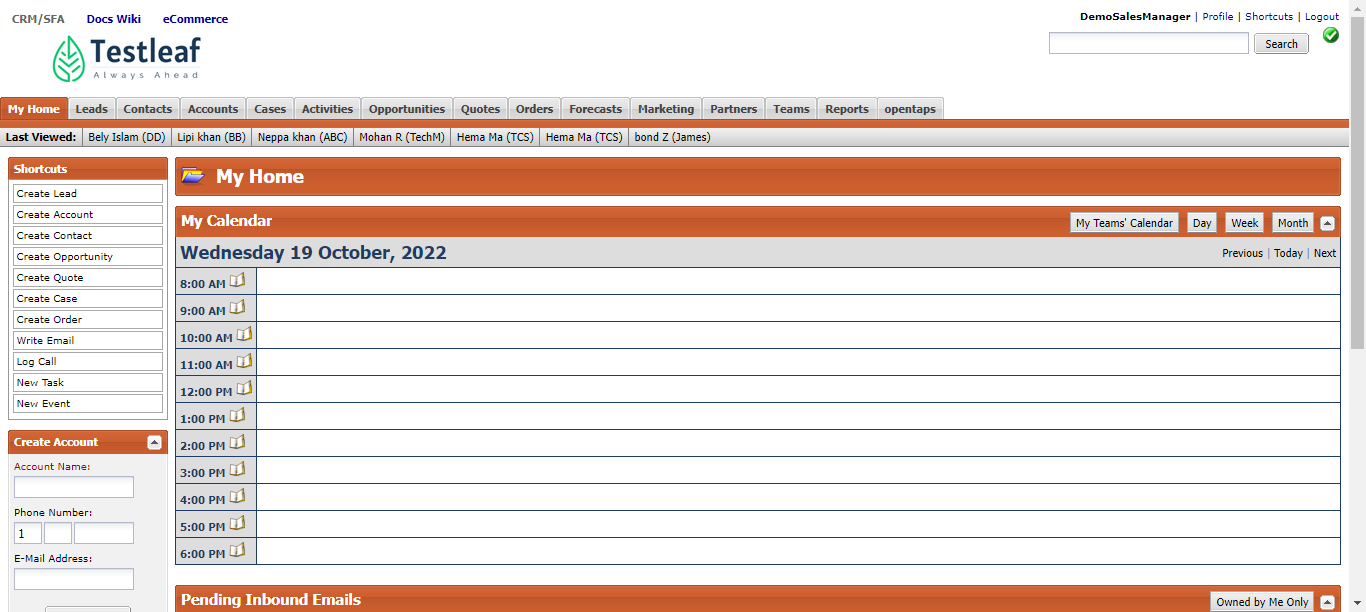 CRM/SFA Docs Wiki eCommerce
DemoSalesManager | Profile | Shortcuts | Logout
Testleaf
Always Ahead
Search
My Home Leads Contacts Accounts Cases Activities Opportunities Quotes Orders Forecasts Marketing Partners Teams Reports opentaps
Last Viewed: Bely Islam (DD) Lipi khan (BB) Neppa khan (ABC) Mohan R (TechM) Hema Ma (TCS) Hema Ma (TCS) bond Z (James)
Shortcuts
Create Lead
Create Account
Create Contact
Create Opportunity
Create Quote
Create Case
Create Order
Write Email
Log Call
New Task
New Event
Create Account
Account Name:
Phone Number:
1
E-Mail Address:
My Home
My Calendar
My Teams' Calendar Day Week Month
Wednesday 19 October, 2022
Previous | Today | Next
8:00 AM
9:00 AM
10:00 AM
11:00 AM
12:00 PM
1:00 PM
2:00 PM
3:00 PM
4:00 PM
5:00 PM
6:00 PM
Pending Inbound Emails
Owned by Me Only